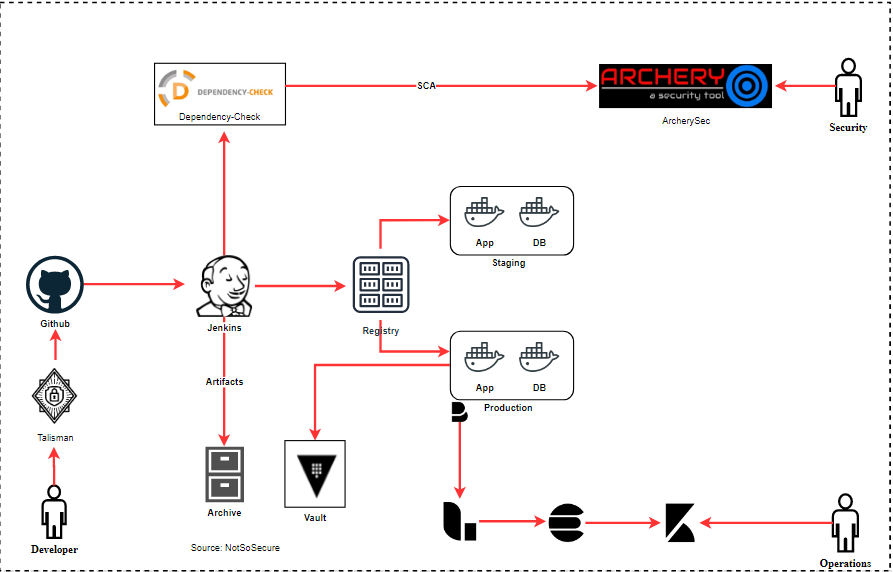 D DEPENDENCY-CHECK
Dependency-Check
SCA
ARCHERY
a security tool
ArcherySec
Security
App DB
Staging
Github
Jenkins
Registry
App DB
Production
Artifacts
Talisman
Archive
Vault
Developer
Source: NotSoSecure
Operations